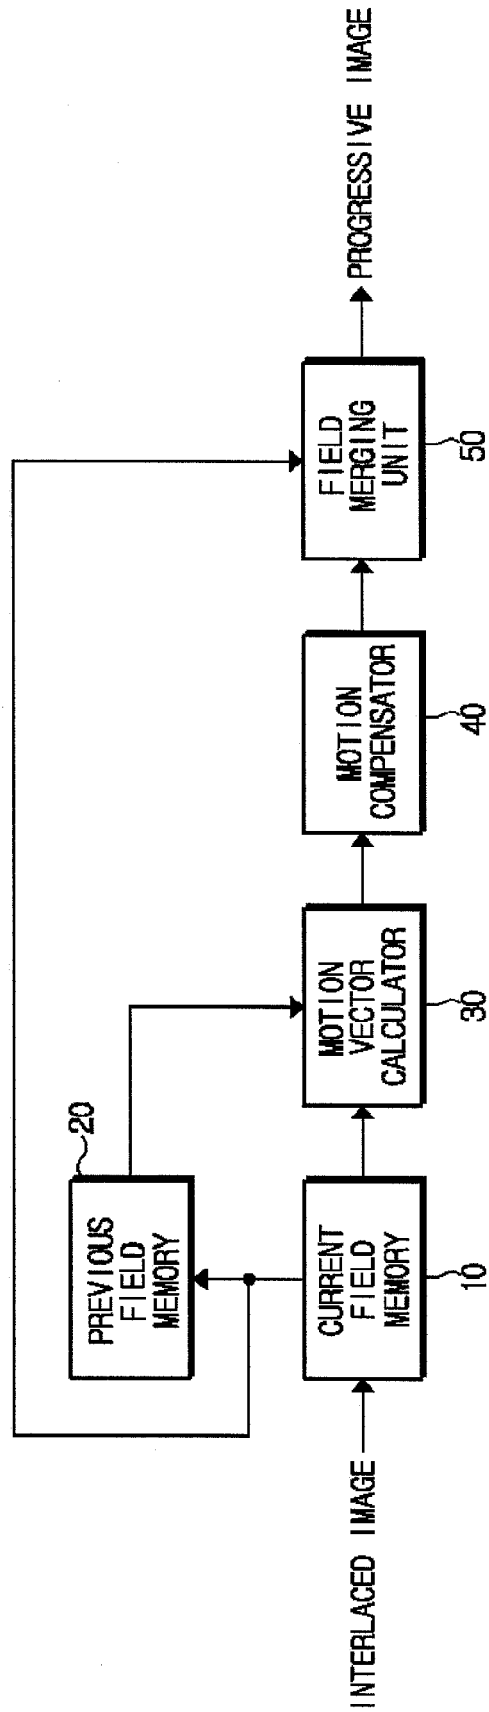 INTERLACED IMAGE
CURRENT
FIELD
MEMORY
10
PREVIOUS
FIELD
MEMORY
20
MOTION
VECTOR
CALCULATOR
30
MOTION
COMPENSATOR
40
FIELD
MERGING
UNIT
50
PROGRESSIVE IMAGE